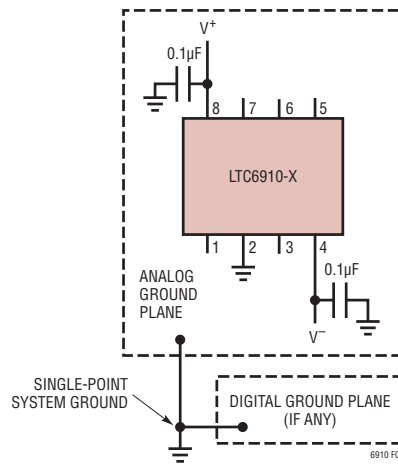 V+
0.1µF
8 7 6 5
LTC6910-X
1 2 3 4
ANALOG
GROUND
PLANE
0.1µF
V–
SINGLE-POINT
SYSTEM GROUND
DIGITAL GROUND PLANE
(IF ANY)
6910